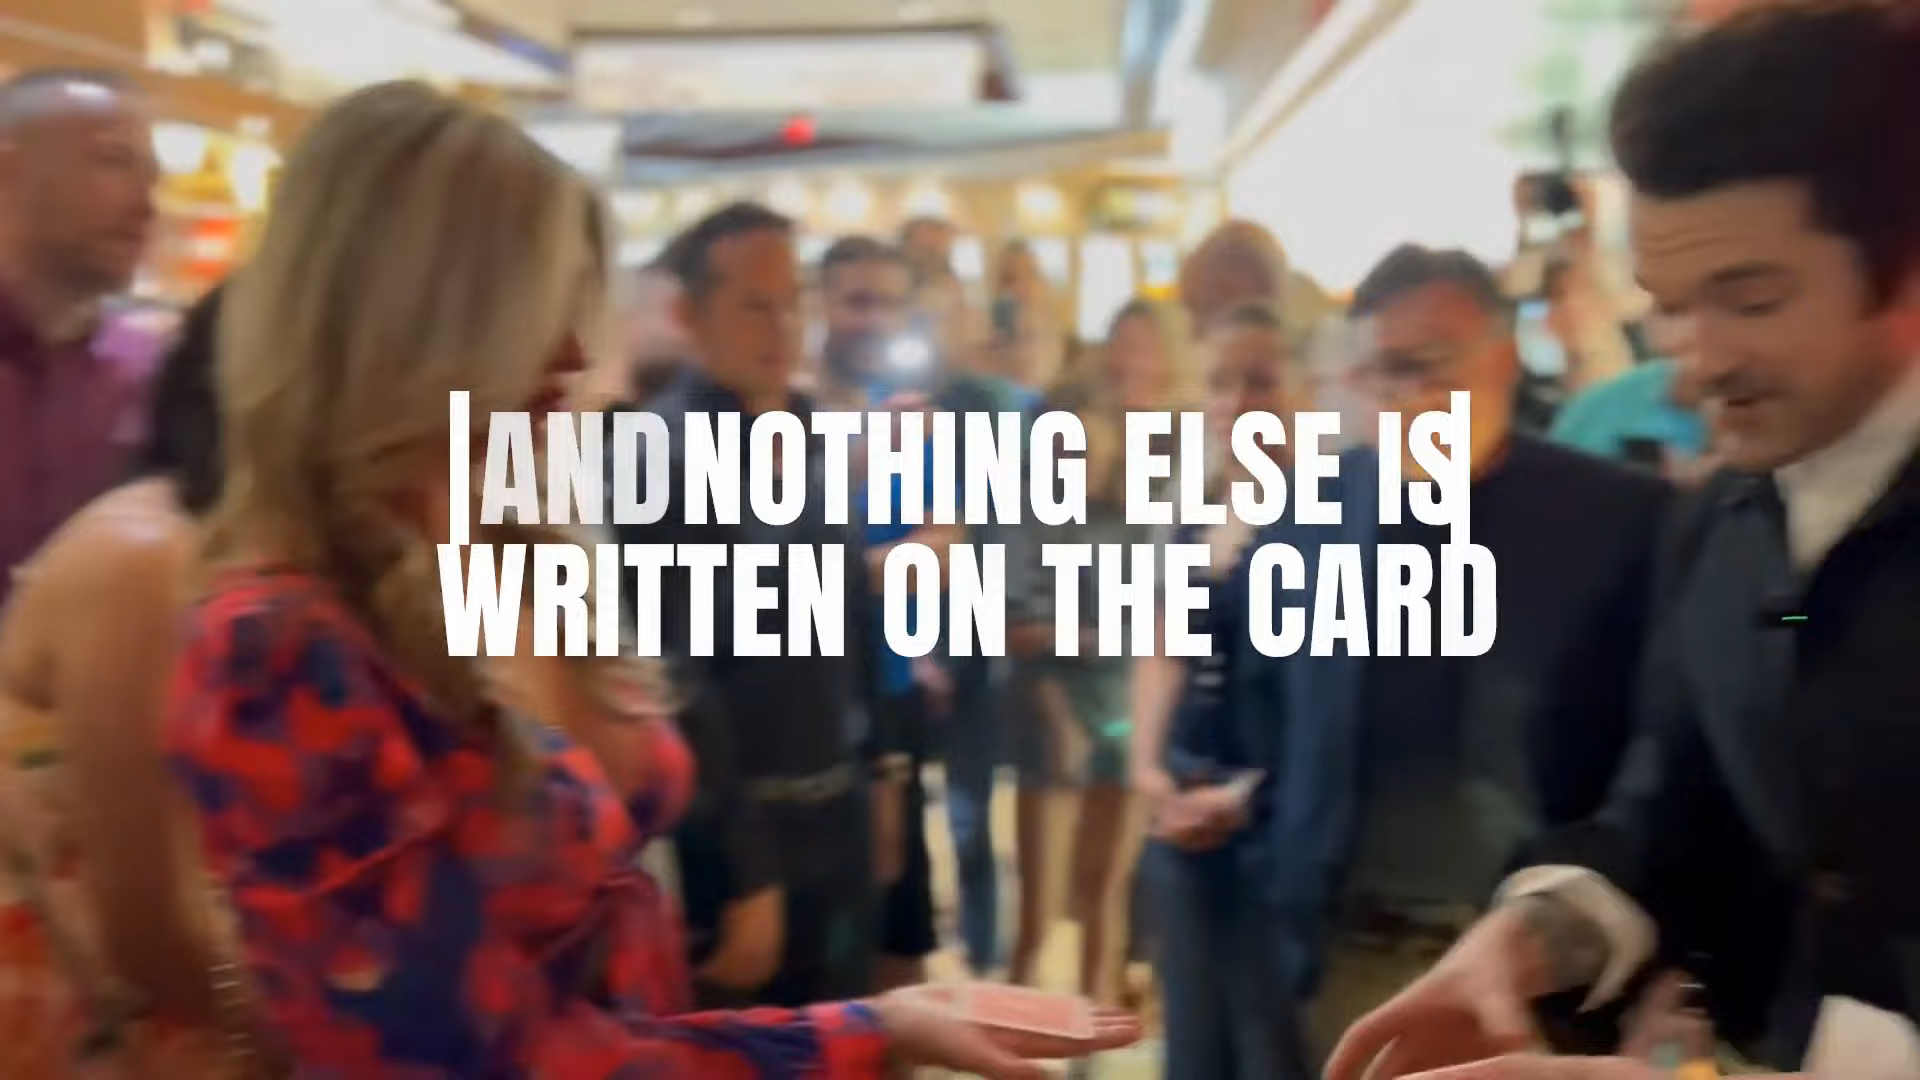 AND NOTHING ELSE IS
WRITTEN ON THE CARD